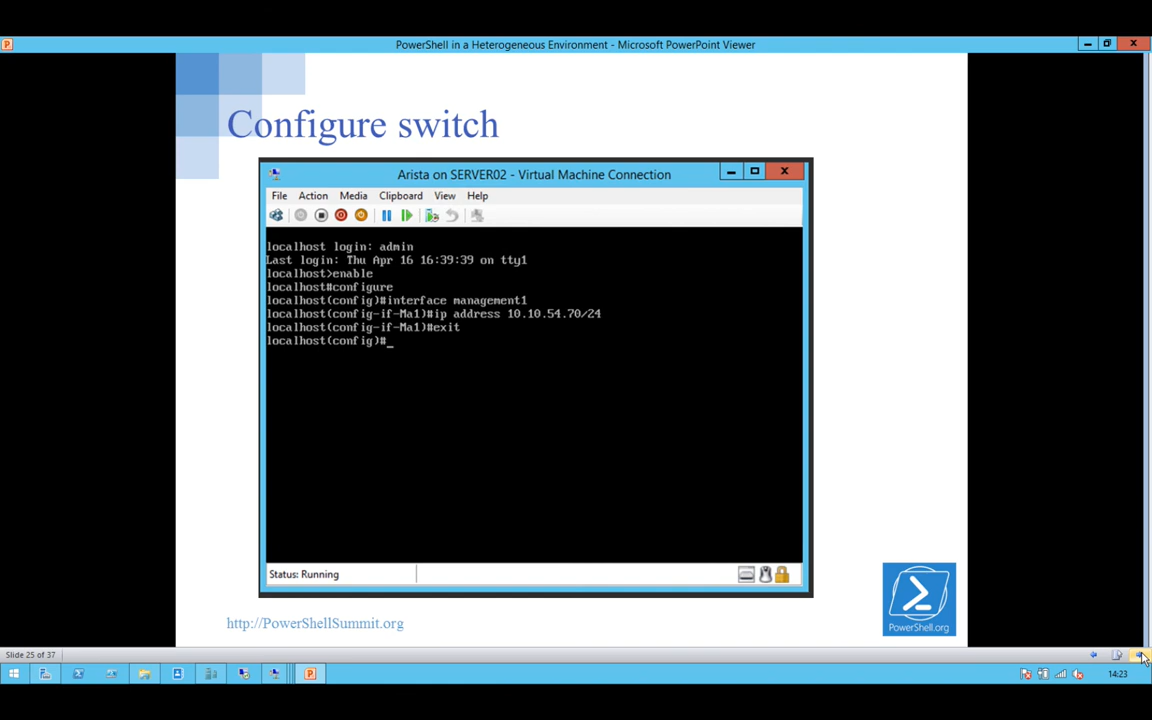 PowerShell in a Heterogeneous Environment - Microsoft PowerPoint Viewer
Configure switch
Arista on SERVER02 - Virtual Machine Connection
File Action Media Clipboard View Help
localhost login: admin
Last login: Thu Apr 16 16:39:39 on tty1
localhost>enable
localhost#configure
localhost(config)#interface management1
localhost(config-if-Ma1)#ip address 10.10.54.70/24
localhost(config-if-Ma1)#exit
localhost(config)#_
Status: Running
PowerShell.org
http://PowerShellSummit.org
Slide 25 of 37
14:23